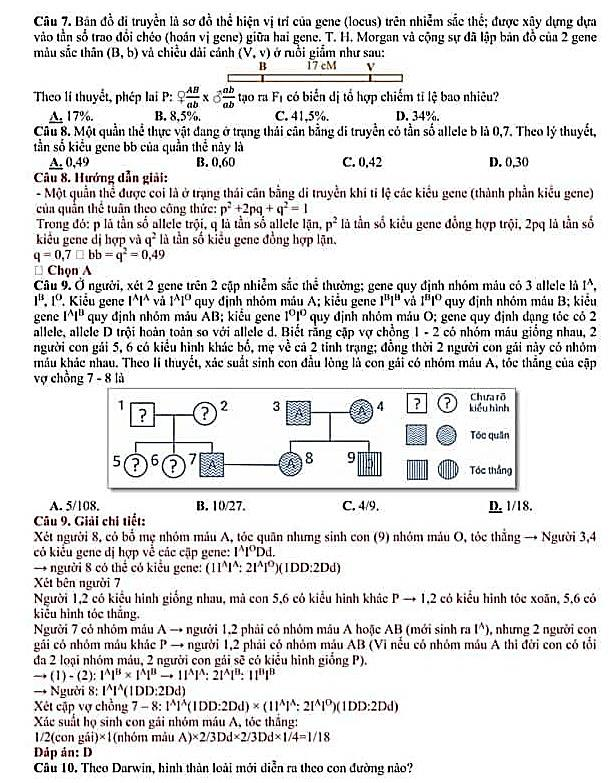 Câu 7. Bản đồ di truyền là sơ đồ thể hiện vị trí của gene (locus) trên nhiễm sắc thể; được xây dựng dựa
vào tần số trao đổi chéo (hoán vị gene) giữa hai gene. T. H. Morgan và cộng sự đã lập bản đồ của 2 gene
màu sắc thân (B, b) và chiều dài cánh (V, v) ở ruồi giấm như sau:
B 17 cM V
Theo lí thuyết, phép lai P: ♀AB/ab x ♂ab/ab tạo ra F1 có biến dị tổ hợp chiếm tỉ lệ bao nhiêu?
A. 17%. B. 8,5%. C. 41,5%. D. 34%.
Câu 8. Một quần thể thực vật đang ở trạng thái cân bằng di truyền có tần số allele b là 0,7. Theo lý thuyết,
tần số kiểu gene bb của quần thể này là
A. 0,49 B. 0,60 C. 0,42 D. 0,30
Câu 8. Hướng dẫn giải:
- Một quần thể được coi là ở trạng thái cân bằng di truyền khi tỉ lệ các kiểu gene (thành phần kiểu gene)
của quần thể tuân theo công thức: p² +2pq + q² = 1
Trong đó: p là tần số allele trội, q là tần số allele lặn, p² là tần số kiểu gene đồng hợp trội, 2pq là tần số
kiểu gene dị hợp và q² là tần số kiểu gene đồng hợp lặn.
q = 0,7 □ bb = q² = 0,49
□ Chọn A
Câu 9. Ở người, xét 2 gene trên 2 cặp nhiễm sắc thể thường; gene quy định nhóm máu có 3 allele là Iᴬ,
Iᴮ, Iᴼ. Kiểu gene IᴬIᴬ và IᴬIᴼ quy định nhóm máu A; kiểu gene IᴮIᴮ và IᴮIᴼ quy định nhóm máu B; kiểu
gene IᴬIᴮ quy định nhóm máu AB; kiểu gene IᴼIᴼ quy định nhóm máu O; gene quy định dạng tóc có 2
allele, allele D trội hoàn toàn so với allele d. Biết rằng cặp vợ chồng 1 - 2 có nhóm máu giống nhau, 2
người con gái 5, 6 có kiểu hình khác bố, mẹ về cả 2 tính trạng; đồng thời 2 người con gái này có nhóm
máu khác nhau. Theo lí thuyết, xác suất sinh con đầu lòng là con gái có nhóm máu A, tóc thẳng của cặp
vợ chồng 7 - 8 là
1 ? ? 2 3 A A 4 ? ? Chưa rõ
kiểu hình
Tóc quăn
5 ? 6 ? 7 A A 8 9 Tóc thẳng
A. 5/108. B. 10/27. C. 4/9. D. 1/18.
Câu 9. Giải chi tiết:
Xét người 8, có bố mẹ nhóm máu A, tóc quăn nhưng sinh con (9) nhóm máu O, tóc thẳng → Người 3,4
có kiểu gene dị hợp về các cặp gene: IᴬIᴼDd.
→ người 8 có thể có kiểu gene: (1IᴬIᴬ: 2IᴬIᴼ)(1DD:2Dd)
Xét bên người 7
Người 1,2 có kiểu hình giống nhau, mà con 5,6 có kiểu hình khác P → 1,2 có kiểu hình tóc xoăn, 5,6 có
kiểu hình tóc thẳng.
Người 7 có nhóm máu A → người 1,2 phải có nhóm máu A hoặc AB (mới sinh ra Iᴬ), nhưng 2 người con
gái có nhóm máu khác P → người 1,2 phải có nhóm máu AB (Vì nếu có nhóm máu A thì đời con có tối
đa 2 loại nhóm máu, 2 người con gái sẽ có kiểu hình giống P).
→ (1) - (2): IᴬIᴮ × IᴬIᴮ → 1IᴬIᴬ: 2IᴬIᴮ: 1IᴮIᴮ
→ Người 8: IᴬIᴬ(1DD:2Dd)
Xét cặp vợ chồng 7 – 8: IᴬIᴬ(1DD:2Dd) × (1IᴬIᴬ: 2IᴬIᴼ)(1DD:2Dd)
Xác suất họ sinh con gái nhóm máu A, tóc thẳng:
1/2(con gái)×1(nhóm máu A)×2/3Dd×2/3Dd×1/4=1/18
Đáp án: D
Câu 10. Theo Darwin, hình thành loài mới diễn ra theo con đường nào?